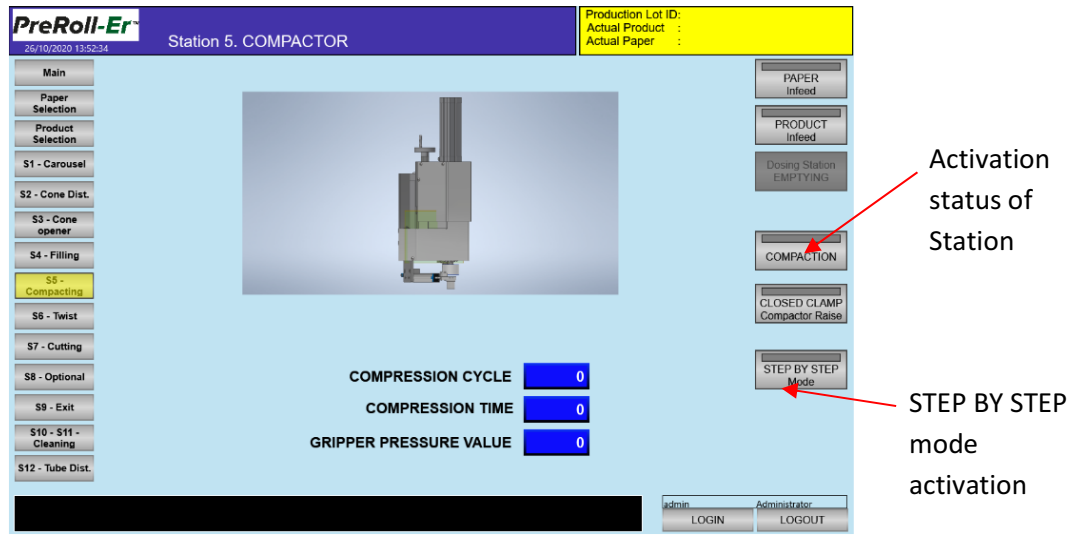 PreRoll-Er™
26/10/2020 13:52:34
Station 5. COMPACTOR
Production Lot ID:
Actual Product :
Actual Paper :
Main
Paper
Selection
Product
Selection
S1 - Carousel
S2 - Cone Dist.
S3 - Cone
opener
S4 - Filling
S5 -
Compacting
S6 - Twist
S7 - Cutting
S8 - Optional
S9 - Exit
S10 - S11 -
Cleaning
S12 - Tube Dist.
COMPRESSION CYCLE 0
COMPRESSION TIME 0
GRIPPER PRESSURE VALUE 0
PAPER
Infeed
PRODUCT
Infeed
Dosing Station
EMPTYING
COMPACTION
CLOSED CLAMP
Compactor Raise
STEP BY STEP
Mode
Activation
status of
Station
STEP BY STEP
mode
activation
admin Administrator
LOGIN LOGOUT